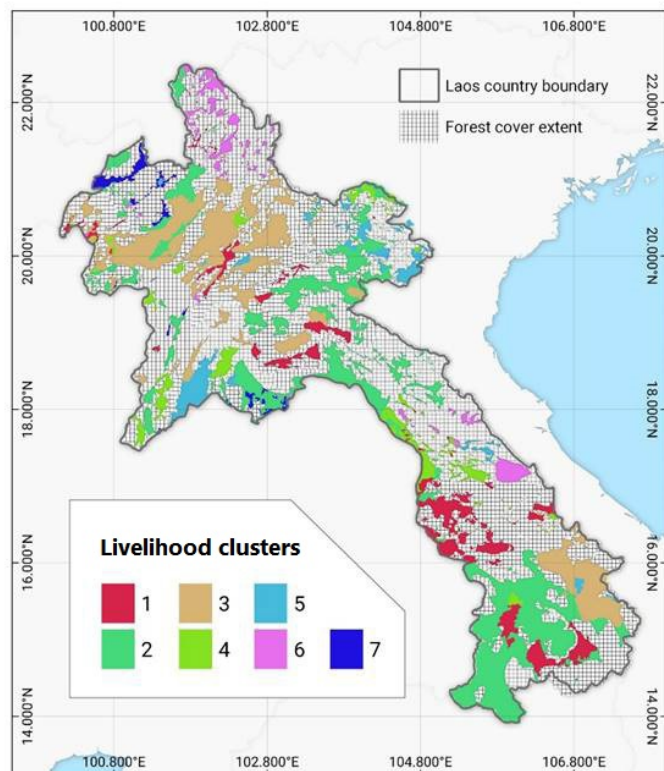 100.800°E 102.800°E 104.800°E 106.800°E
22.000°N 22.000°N
Laos country boundary
Forest cover extent
20.000°N 20.000°N
18.000°N 18.000°N
16.000°N 16.000°N
Livelihood clusters
1 3 5
2 4 6 7
14.000°N 14.000°N
100.800°E 102.800°E 104.800°E 106.800°E